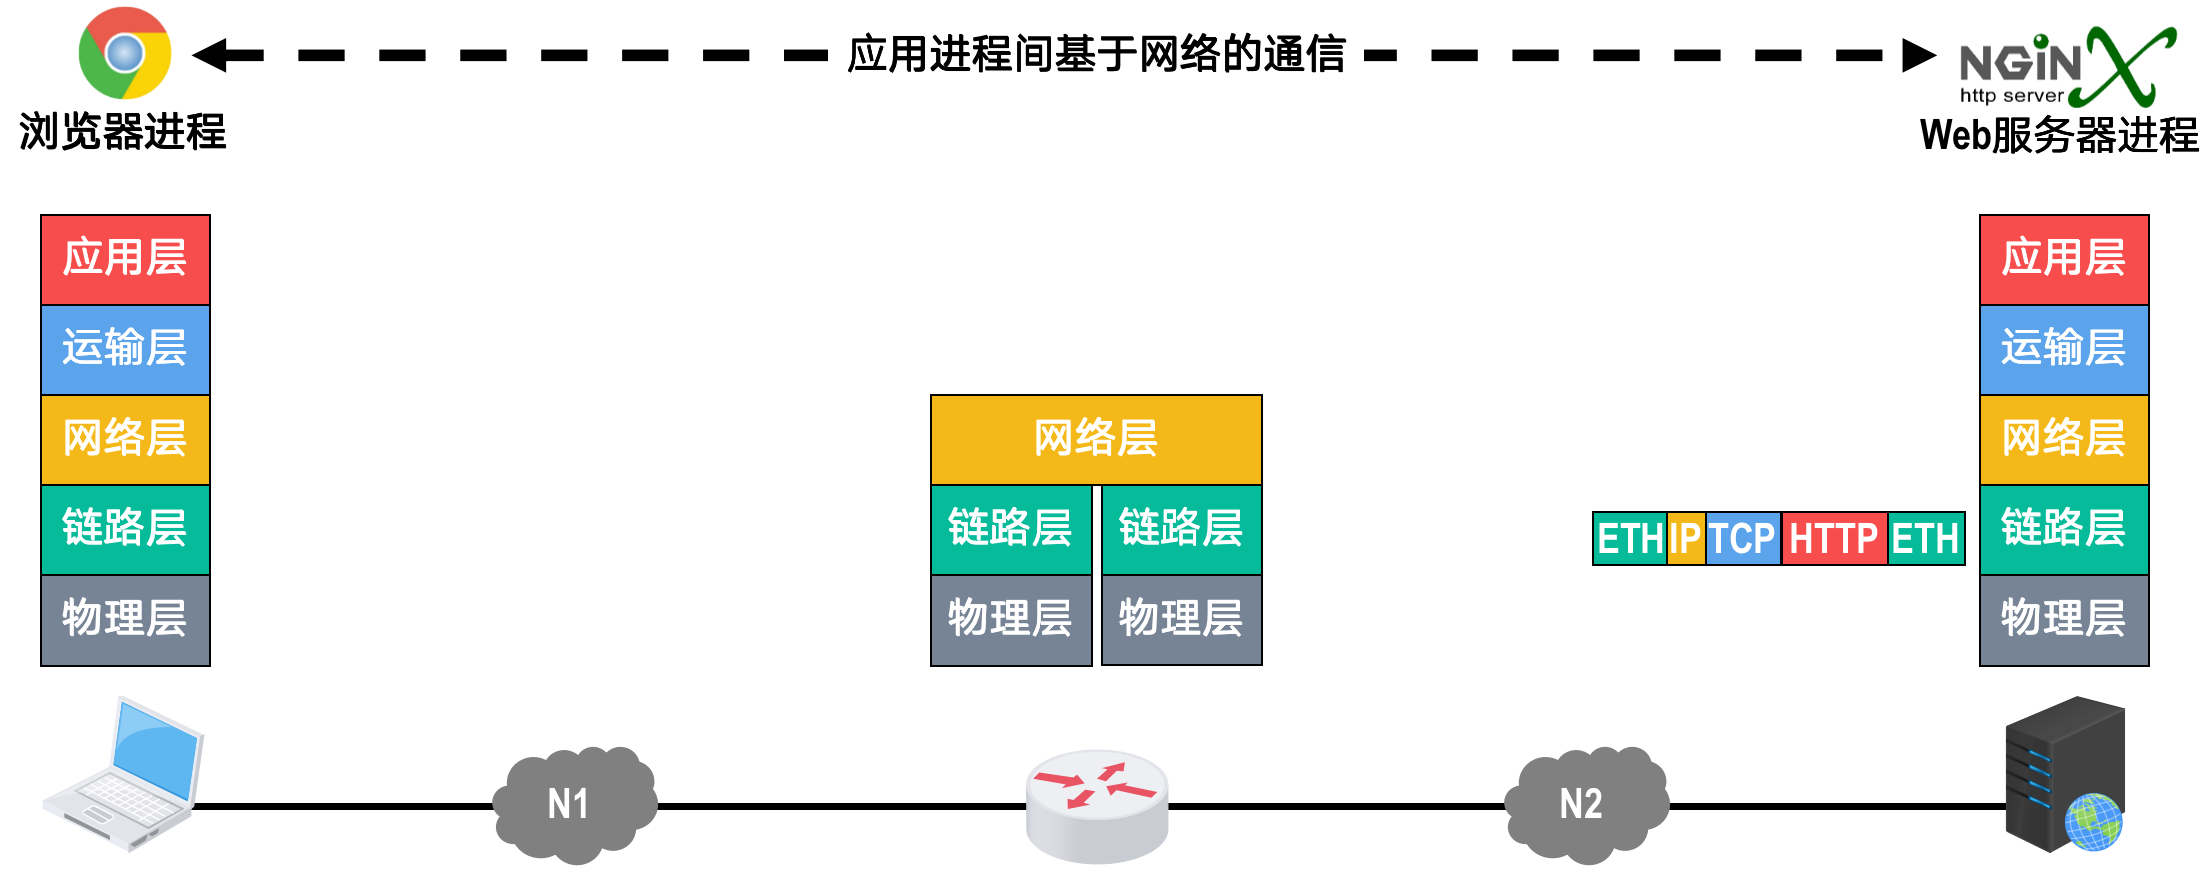 应用进程间基于网络的通信
NGiNX
http server
浏览器进程
Web服务器进程
应用层
运输层
网络层
链路层
物理层
网络层
链路层 链路层
物理层 物理层
ETH IP TCP HTTP ETH
应用层
运输层
网络层
链路层
物理层
N1
N2